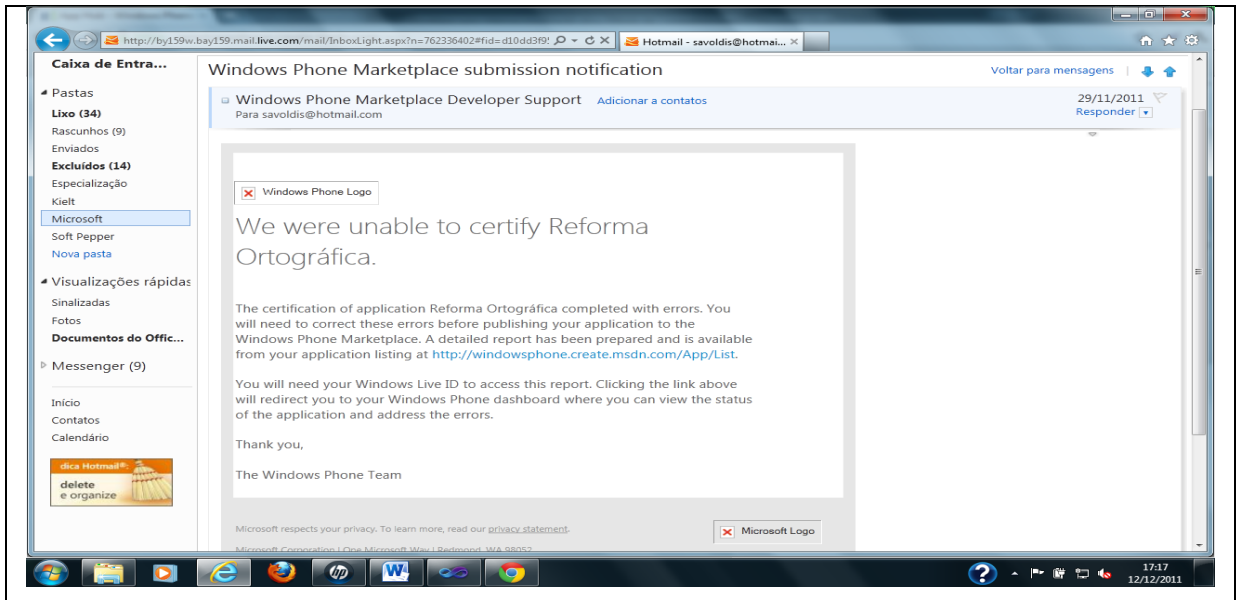 http://by159w.bay159.mail.live.com/mail/InboxLight.aspx?n=762336402#fid=d10dd3f9!
Hotmail - savoldis@hotmai...
Caixa de Entra...
Windows Phone Marketplace submission notification
Voltar para mensagens
Pastas
Windows Phone Marketplace Developer Support Adicionar a contatos
29/11/2011
Lixo (34)
Para savoldis@hotmail.com
Responder
Rascunhos (9)
Enviados
Excluídos (14)
Especialização
Kielt
Microsoft
Soft Pepper
Nova pasta
Visualizações rápidas
Sinalizadas
Fotos
Documentos do Offic...
Messenger (9)
Início
Contatos
Calendário
dica Hotmail®:
delete
e organize
Windows Phone Logo
We were unable to certify Reforma
Ortográfica.
The certification of application Reforma Ortográfica completed with errors. You
will need to correct these errors before publishing your application to the
Windows Phone Marketplace. A detailed report has been prepared and is available
from your application listing at http://windowsphone.create.msdn.com/App/List.
You will need your Windows Live ID to access this report. Clicking the link above
will redirect you to your Windows Phone dashboard where you can view the status
of the application and address the errors.
Thank you,
The Windows Phone Team
Microsoft respects your privacy. To learn more, read our privacy statement.
Microsoft Logo
Microsoft Corporation | One Microsoft Way | Redmond, WA 98052
17:17
12/12/2011